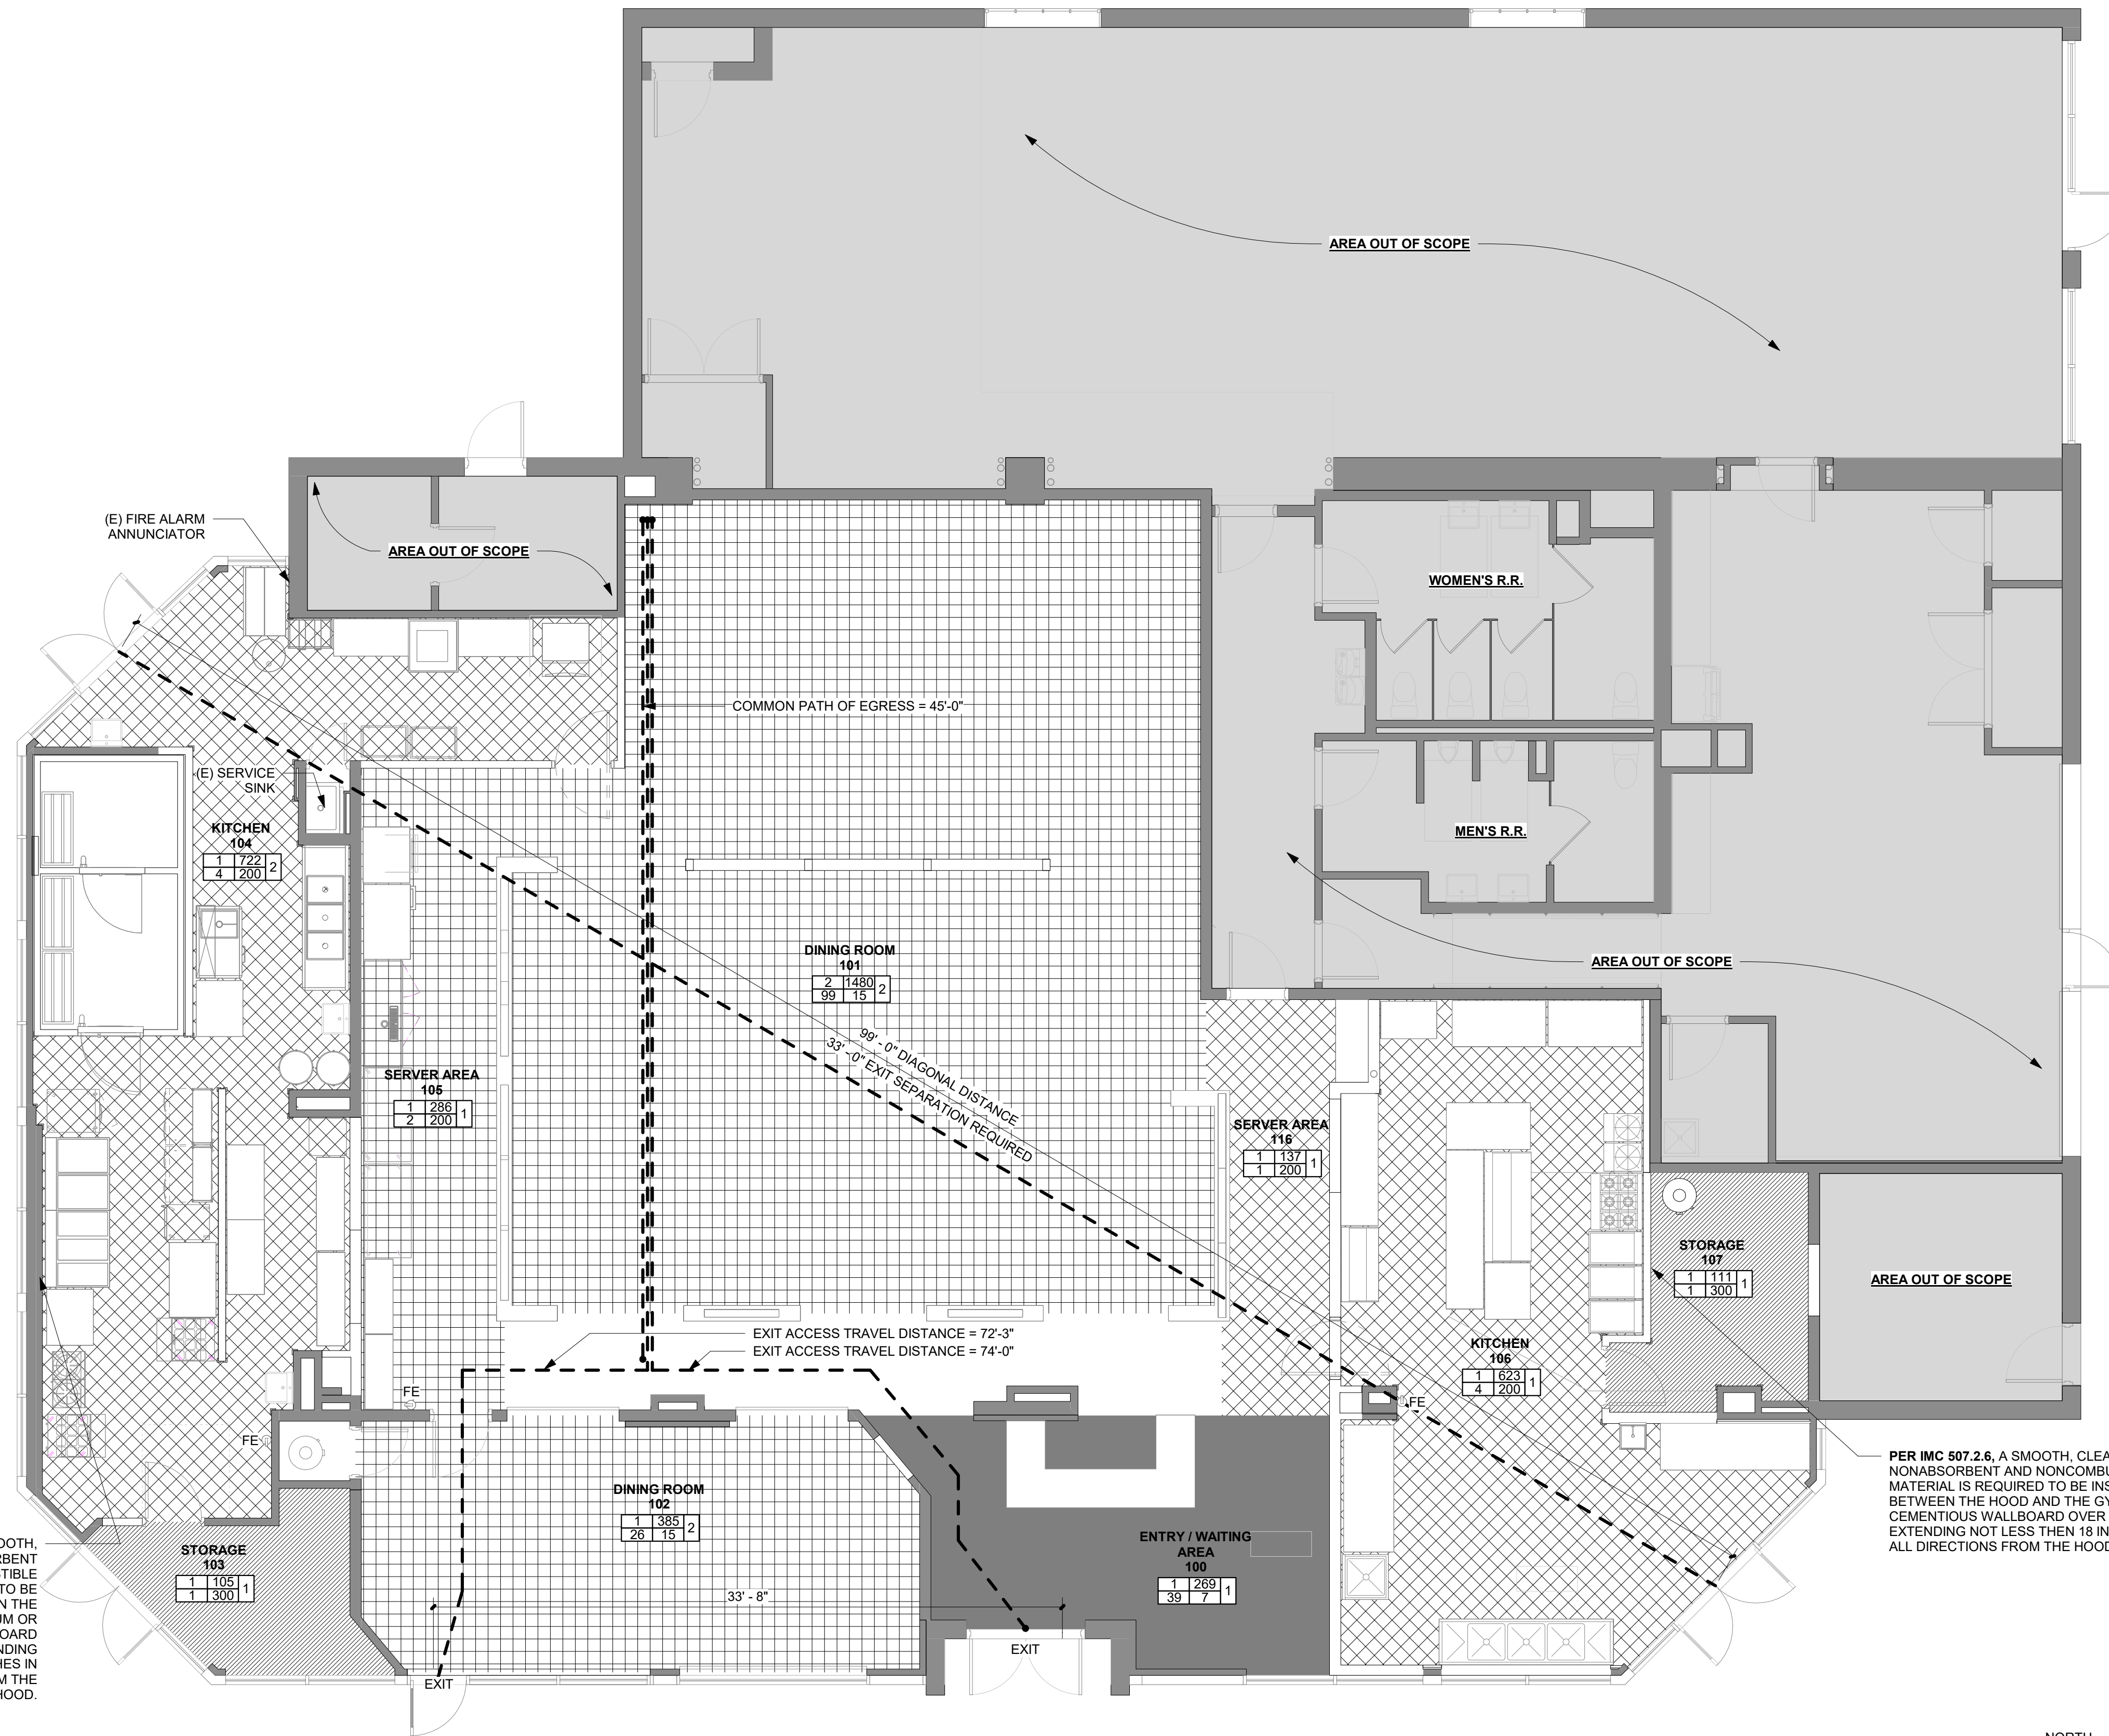 AREA OUT OF SCOPE
(E) FIRE ALARM
ANNUNCIATOR
AREA OUT OF SCOPE
WOMEN'S R.R.
COMMON PATH OF EGRESS = 45'-0"
(E) SERVICE
SINK
KITCHEN
104
1 722 2
4 200
MEN'S R.R.
DINING ROOM
101
2 1480 2
99 15
AREA OUT OF SCOPE
99' - 0" DIAGONAL DISTANCE
33' - 0" EXIT SEPARATION REQUIRED
SERVER AREA
105
1 286 1
2 200
SERVER AREA
116
1 137 1
1 200
STORAGE
107
1 111 1
1 300
AREA OUT OF SCOPE
EXIT ACCESS TRAVEL DISTANCE = 72'-3"
EXIT ACCESS TRAVEL DISTANCE = 74'-0"
KITCHEN
106
1 623 1
4 200
FE
FE
FE
PER IMC 507.2.6, A SMOOTH, CLEA
NONABSORBENT AND NONCOMBU
MATERIAL IS REQUIRED TO BE INS
BETWEEN THE HOOD AND THE GY
CEMENTIOUS WALLBOARD OVER
EXTENDING NOT LESS THEN 18 IN
ALL DIRECTIONS FROM THE HOOD
DINING ROOM
102
1 385 2
26 15
ENTRY / WAITING
AREA
100
1 269 1
39 7
STORAGE
103
1 105 1
1 300
OOTH,
RBENT
STIBLE
TO BE
N THE
UM OR
OARD
NDING
HES IN
M THE
HOOD.
33' - 8"
EXIT
EXIT